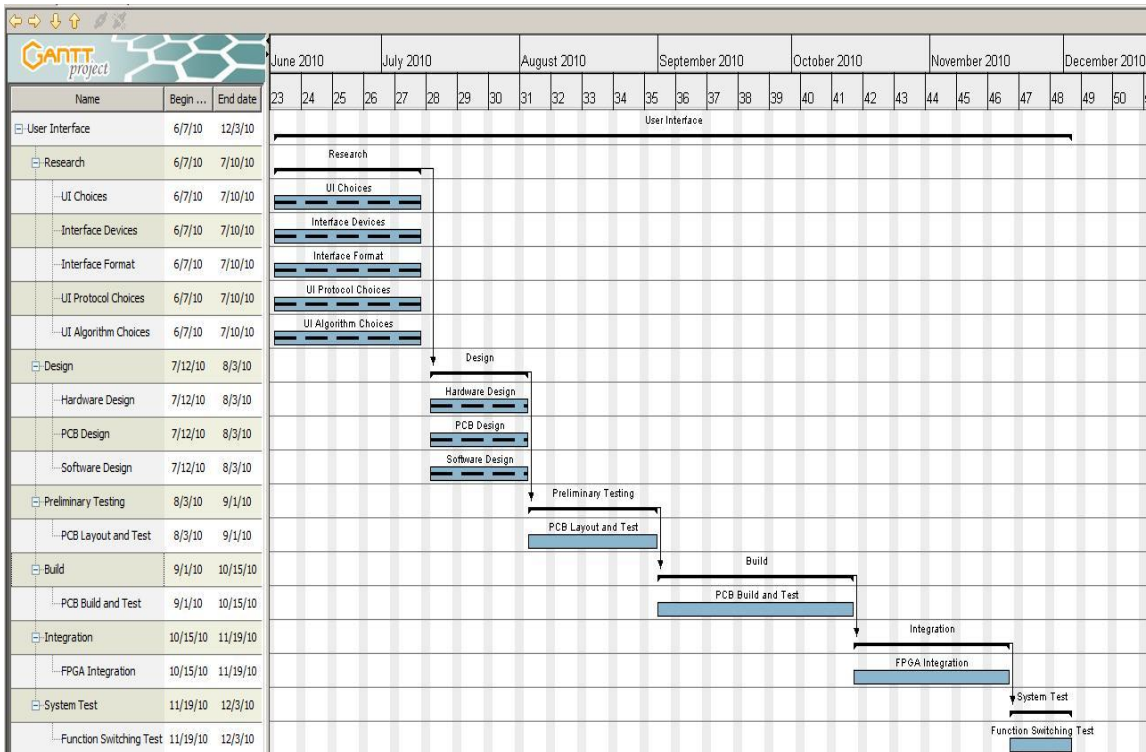 GANTT
project
June 2010 July 2010 August 2010 September 2010 October 2010 November 2010 December 2010
Name Begin ... End date 23 24 25 26 27 28 29 30 31 32 33 34 35 36 37 38 39 40 41 42 43 44 45 46 47 48 49 50
User Interface 6/7/10 12/3/10 User Interface
Research 6/7/10 7/10/10 Research
UI Choices 6/7/10 7/10/10 UI Choices
Interface Devices 6/7/10 7/10/10 Interface Devices
Interface Format 6/7/10 7/10/10 Interface Format
UI Protocol Choices 6/7/10 7/10/10 UI Protocol Choices
UI Algorithm Choices 6/7/10 7/10/10 UI Algorithm Choices
Design 7/12/10 8/3/10 Design
Hardware Design 7/12/10 8/3/10 Hardware Design
PCB Design 7/12/10 8/3/10 PCB Design
Software Design 7/12/10 8/3/10 Software Design
Preliminary Testing 8/3/10 9/1/10 Preliminary Testing
PCB Layout and Test 8/3/10 9/1/10 PCB Layout and Test
Build 9/1/10 10/15/10 Build
PCB Build and Test 9/1/10 10/15/10 PCB Build and Test
Integration 10/15/10 11/19/10 Integration
FPGA Integration 10/15/10 11/19/10 FPGA Integration
System Test 11/19/10 12/3/10 System Test
Function Switching Test 11/19/10 12/3/10 Function Switching Test